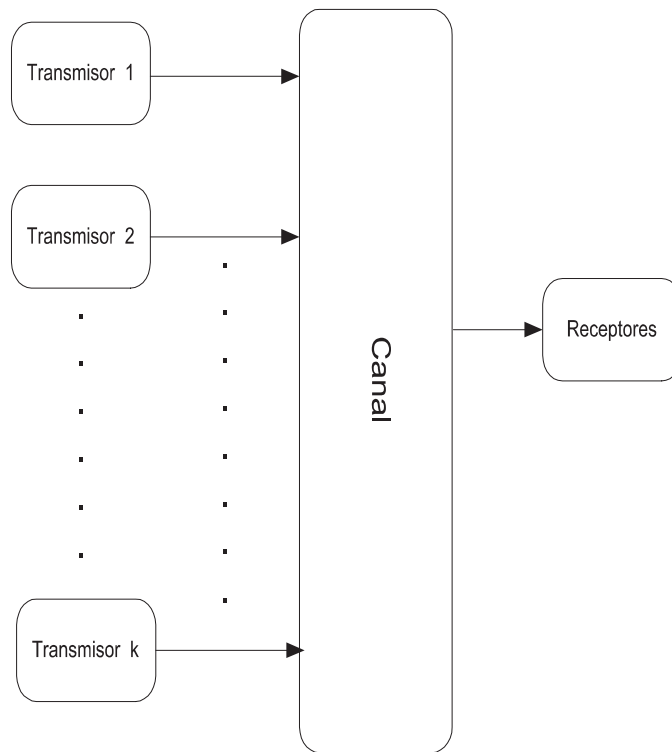 Transmisor 1
Transmisor 2
Canal
Receptores
Transmisor k